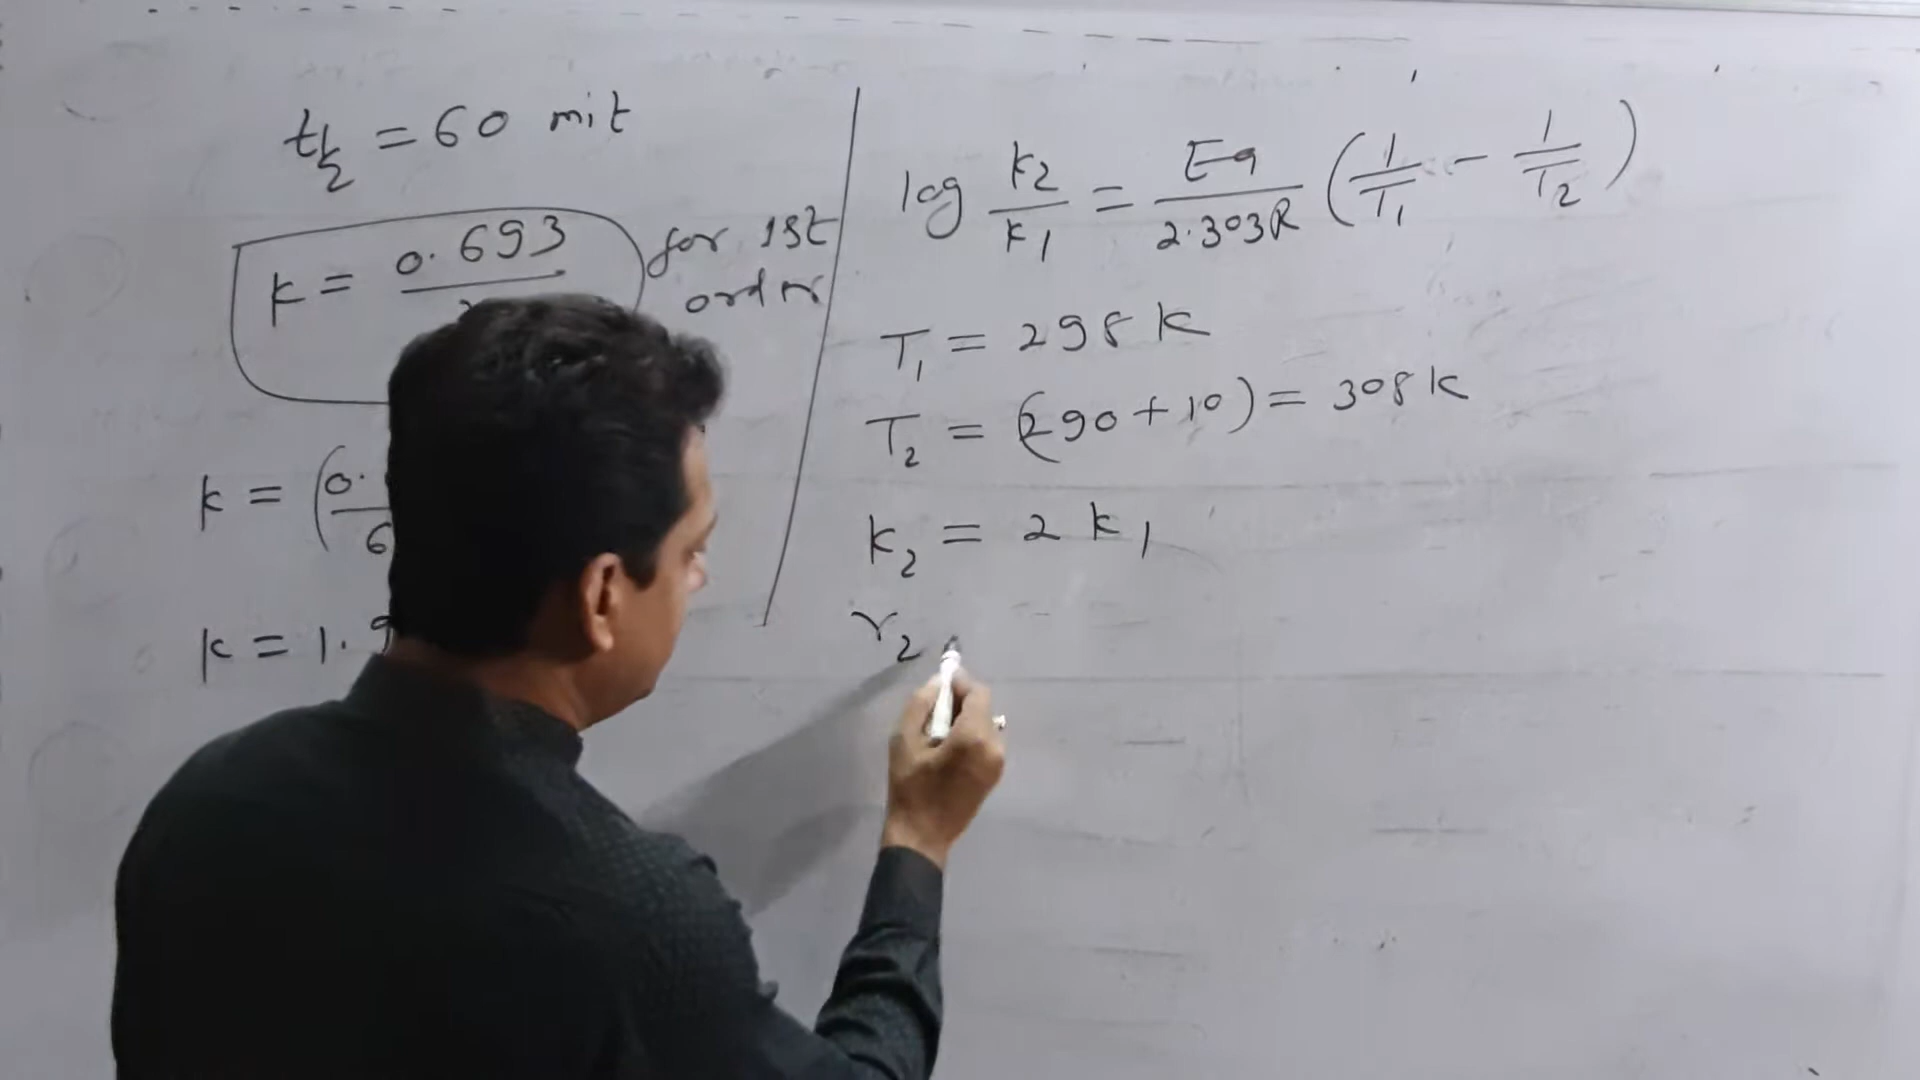 t½ = 60 mit
k = 0.693
for 1st
order
k = (0.
6
k = 1.9
log k2/k1 = Ea/2.303R (1/T1 - 1/T2)
T1 = 298 K
T2 = (290+10) = 308 K
k2 = 2 k1
r2